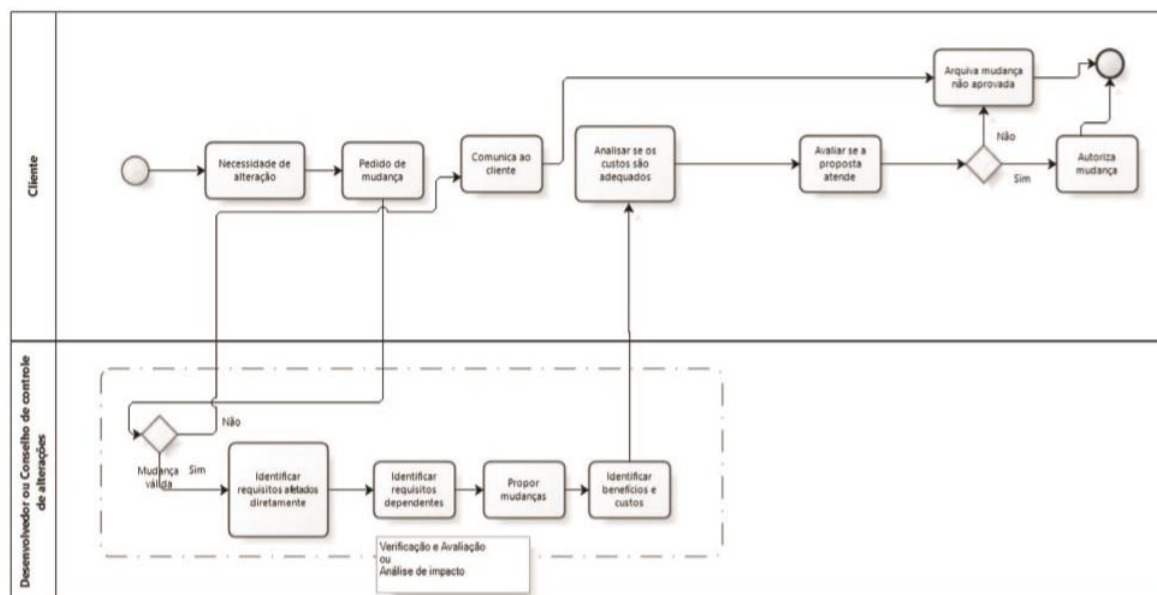 Cliente
Necessidade de
alteração
Pedido de
mudança
Comunica ao
cliente
Analisar se os
custos são
adequados
Avaliar se a
proposta
atende
Arquiva mudança
não aprovada
Não
Sim
Autoriza
mudança
Desenvolvedor ou Conselho de controle
de alterações
Não
Mudança
válida
Sim
Identificar
requisitos afetados
diretamente
Identificar
requisitos
dependentes
Propor
mudanças
Identificar
benefícios e
custos
Verificação e Avaliação
ou
Análise de impacto